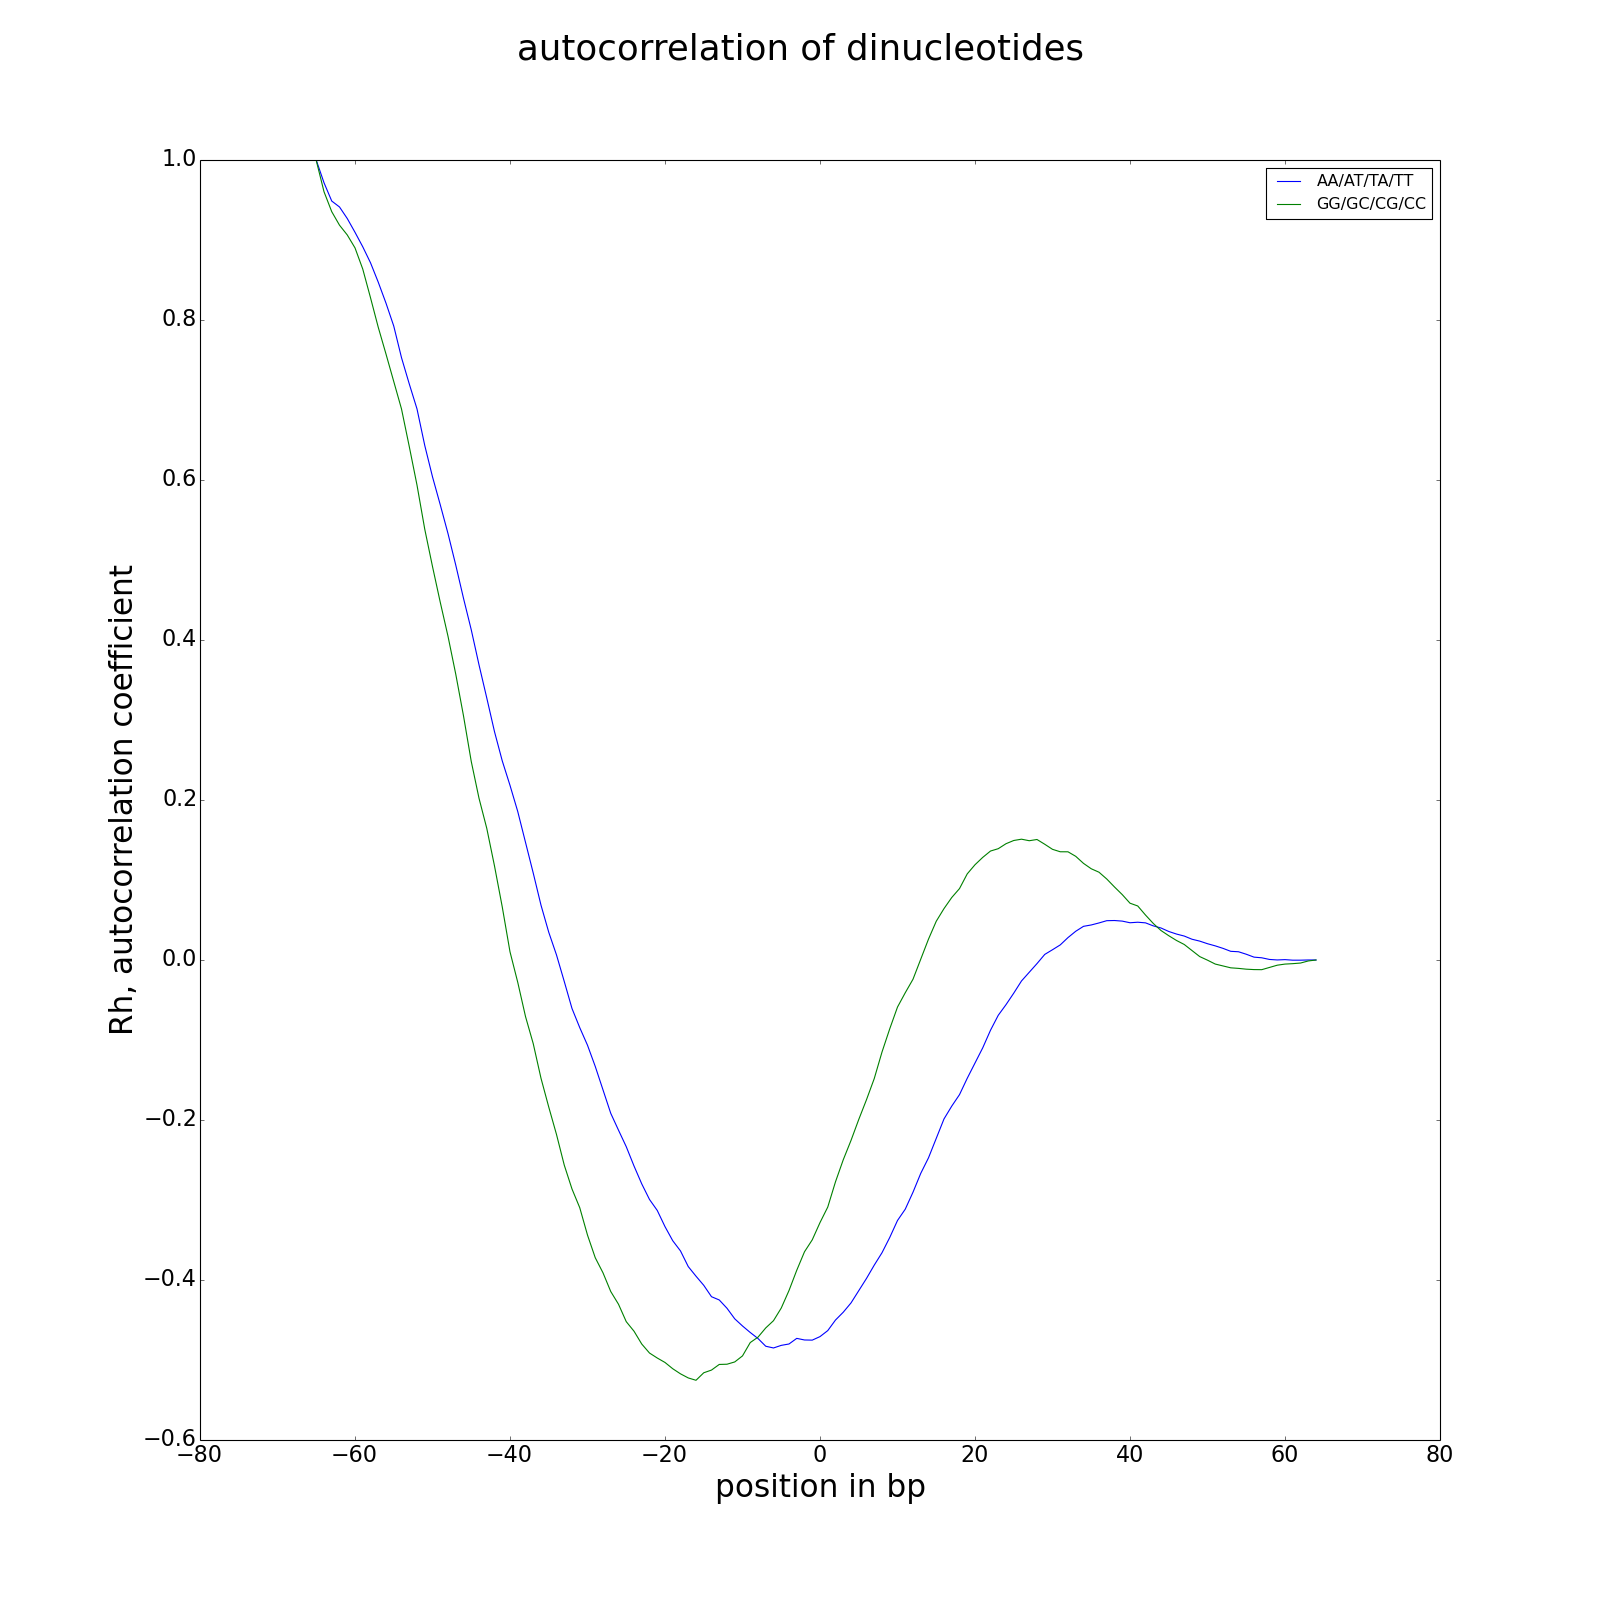 autocorrelation of dinucleotides
1.0
0.8
0.6
0.4
0.2
0.0
−0.2
−0.4
−0.6
Rh, autocorrelation coefficient
AA/AT/TA/TT
GG/GC/CG/CC
−80 −60 −40 −20 0 20 40 60 80
position in bp